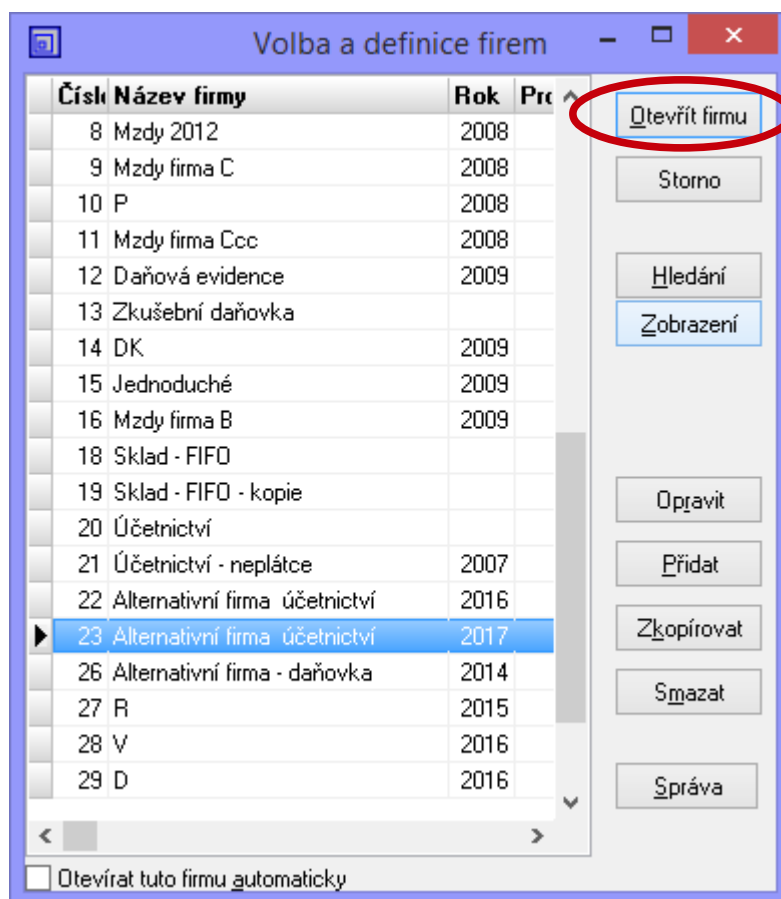 Volba a definice firem
Čísl Název firmy Rok Prc
8 Mzdy 2012 2008
9 Mzdy firma C 2008
10 P 2008
11 Mzdy firma Ccc 2008
12 Daňová evidence 2009
13 Zkušební daňovka
14 DK 2009
15 Jednoduché 2009
16 Mzdy firma B 2009
18 Sklad - FIFO
19 Sklad - FIFO - kopie
20 Účetnictví
21 Účetnictví - neplátce 2007
22 Alternativní firma účetnictví 2016
23 Alternativní firma účetnictví 2017
26 Alternativní firma - daňovka 2014
27 R 2015
28 V 2016
29 D 2016
Otevřít firmu
Storno
Hledání
Zobrazení
Opravit
Přidat
Zkopírovat
Smazat
Správa
Otevírat tuto firmu automaticky